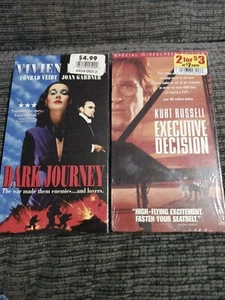 VIVIEN
$4.99
CONRAD VEIDT JOAN GARDNER
DARK JOURNEY
The war made them enemies...and lovers.
SPECIAL WIDESCREEN
2 for $3
KURT RUSSELL
EXECUTIVE
DECISION
"HIGH-FLYING EXCITEMENT.
FASTEN YOUR SEATBELT."